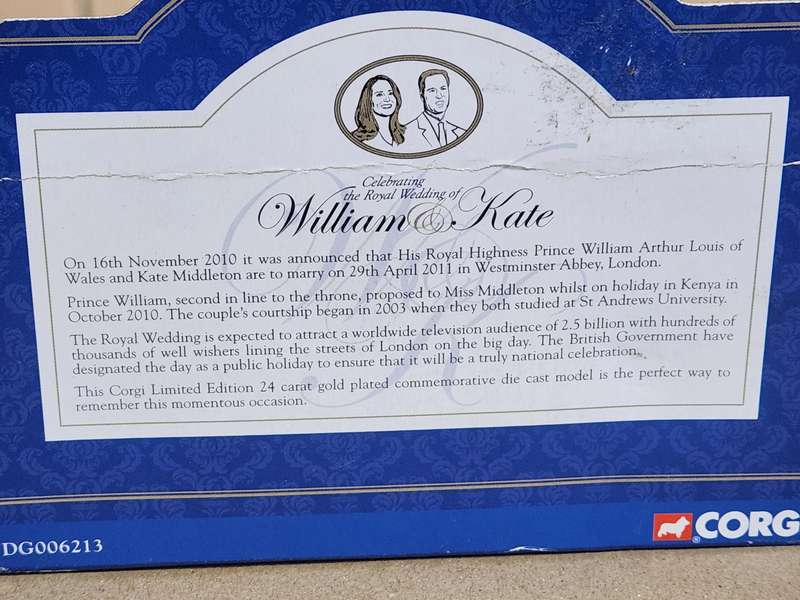 Celebrating
the Royal Wedding of
William & Kate
On 16th November 2010 it was announced that His Royal Highness Prince William Arthur Louis of
Wales and Kate Middleton are to marry on 29th April 2011 in Westminster Abbey, London.
Prince William, second in line to the throne, proposed to Miss Middleton whilst on holiday in Kenya in
October 2010. The couple's courtship began in 2003 when they both studied at St Andrews University.
The Royal Wedding is expected to attract a worldwide television audience of 2.5 billion with hundreds of
thousands of well wishers lining the streets of London on the big day. The British Government have
designated the day as a public holiday to ensure that it will be a truly national celebration.
This Corgi Limited Edition 24 carat gold plated commemorative die cast model is the perfect way to
remember this momentous occasion.
DG006213
® CORG